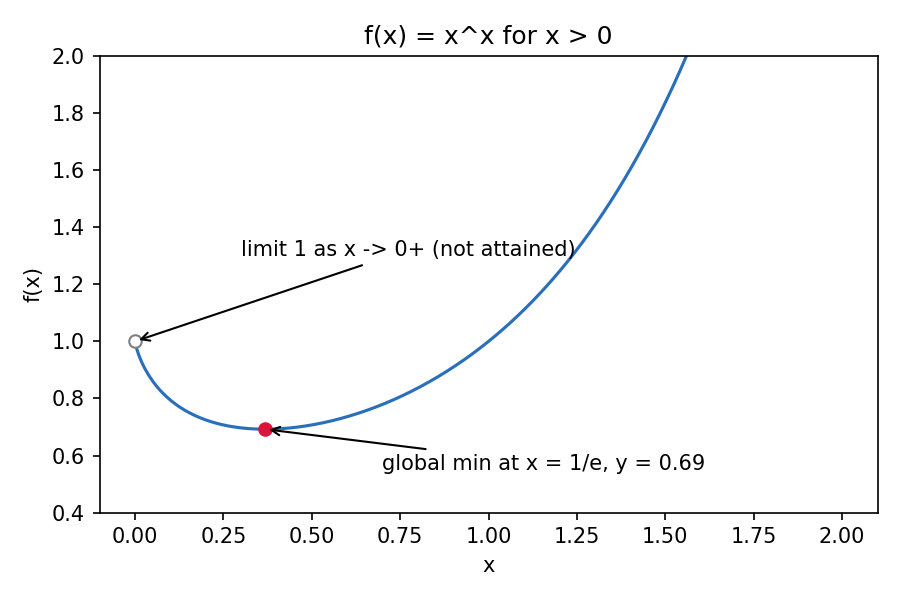 f(x) = x^x for x > 0
2.0
1.8
1.6
1.4
1.2
1.0
0.8
0.6
0.4
f(x)
limit 1 as x -> 0+ (not attained)
global min at x = 1/e, y = 0.69
0.00 0.25 0.50 0.75 1.00 1.25 1.50 1.75 2.00
x